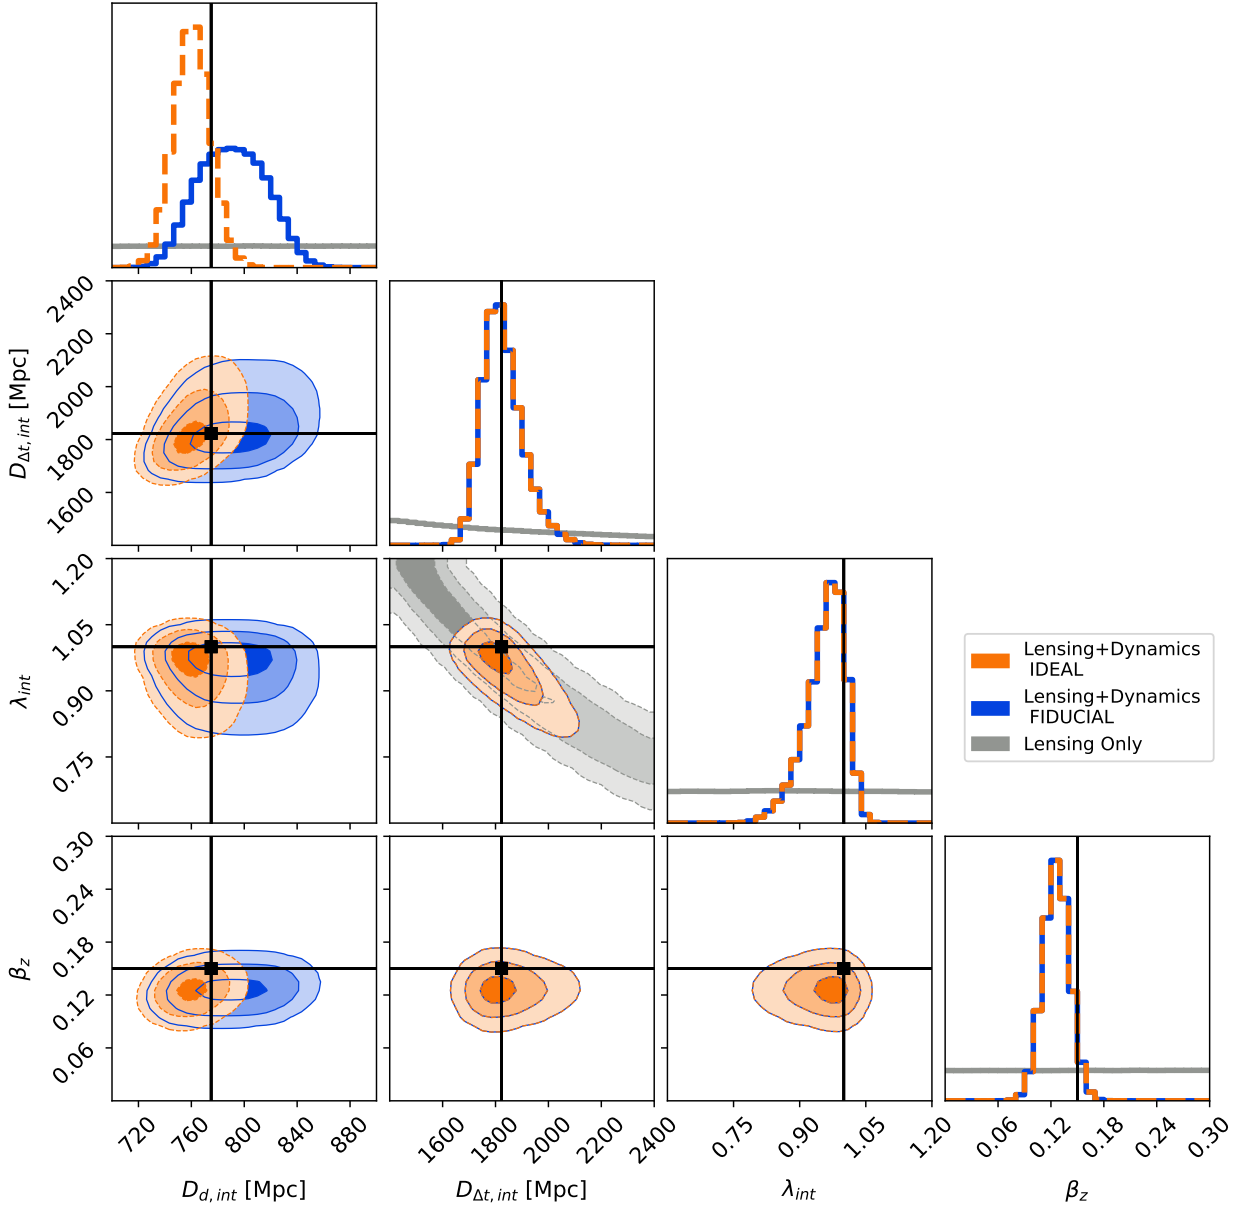 2400
2200
2000
1800
1600
D_{Δt, int} [Mpc]
1.20
1.05
0.90
0.75
λ_{int}
Lensing+Dynamics
IDEAL
Lensing+Dynamics
FIDUCIAL
Lensing Only
0.30
0.24
0.18
0.12
0.06
β_z
720 760 800 840
1600 1800 2000 2200 2400
0.75 0.90 1.05 1.20
0.06 0.12 0.18 0.24 0.30
D_{d, int} [Mpc]
D_{Δt, int} [Mpc]
λ_{int}
β_z